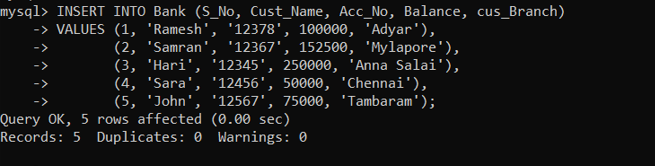 mysql> INSERT INTO Bank (S_No, Cust_Name, Acc_No, Balance, cus_Branch)
    -> VALUES (1, 'Ramesh', '12378', 100000, 'Adyar'),
    ->        (2, 'Samran', '12367', 152500, 'Mylapore'),
    ->        (3, 'Hari', '12345', 250000, 'Anna Salai'),
    ->        (4, 'Sara', '12456', 50000, 'Chennai'),
    ->        (5, 'John', '12567', 75000, 'Tambaram');
Query OK, 5 rows affected (0.00 sec)
Records: 5  Duplicates: 0  Warnings: 0